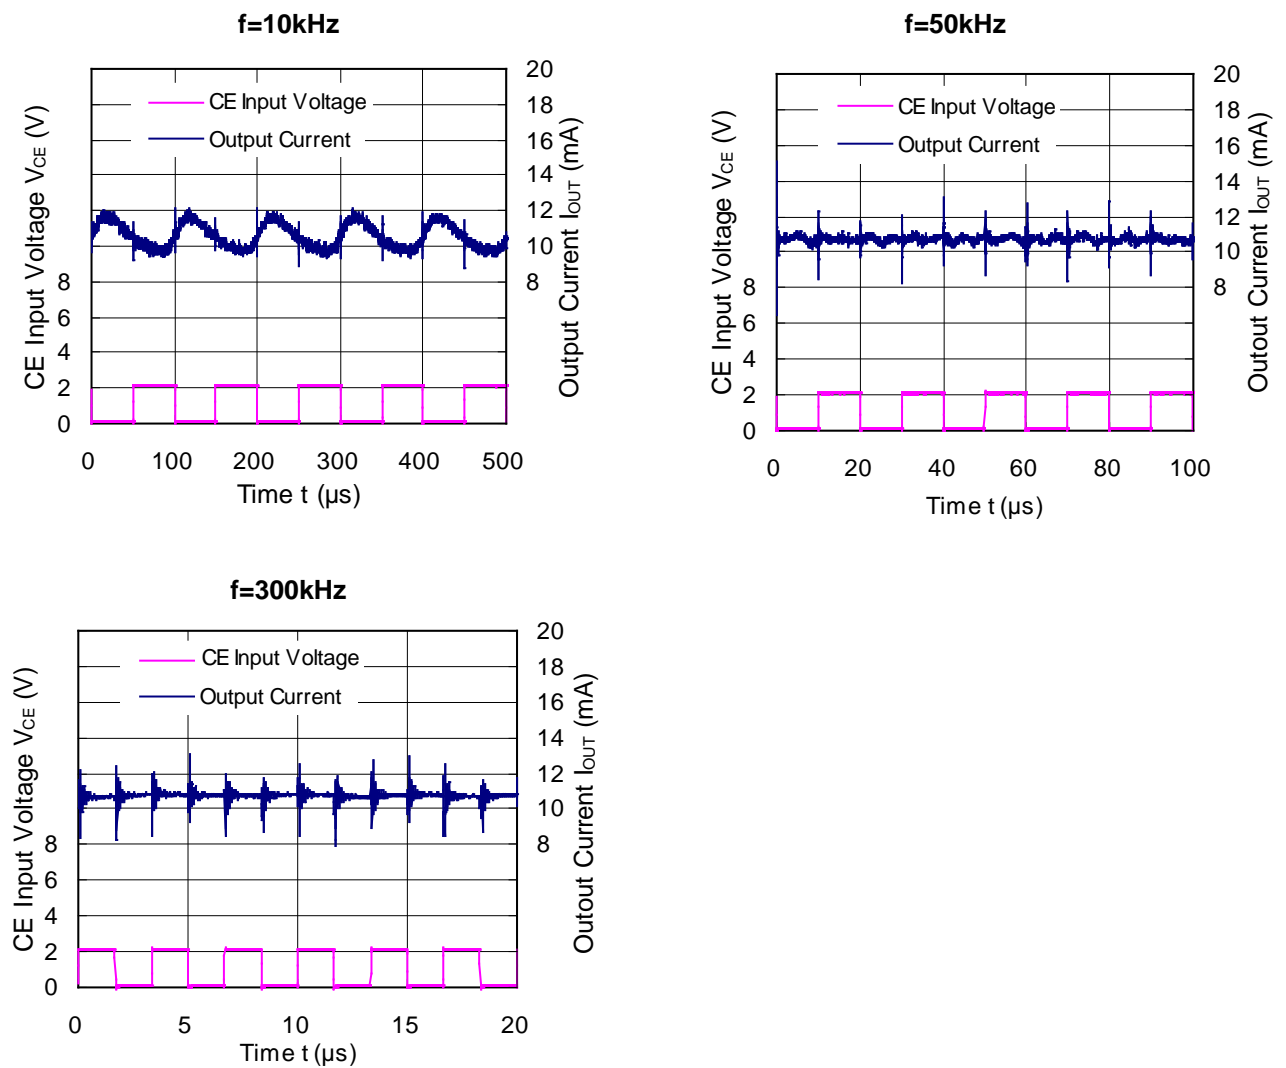 f=10kHz
CE Input Voltage
Output Current
CE Input Voltage VCE (V)
8
6
4
2
0
20
18
16
14
12
10
8
Output Current IOUT (mA)
0 100 200 300 400 500
Time t (µs)
f=50kHz
CE Input Voltage
Output Current
CE Input Voltage VCE (V)
8
6
4
2
0
20
18
16
14
12
10
8
Outout Current IOUT (mA)
0 20 40 60 80 100
Time t (µs)
f=300kHz
CE Input Voltage
Output Current
CE Input Voltage VCE (V)
8
6
4
2
0
20
18
16
14
12
10
8
Outout Current IOUT (mA)
0 5 10 15 20
Time t (µs)